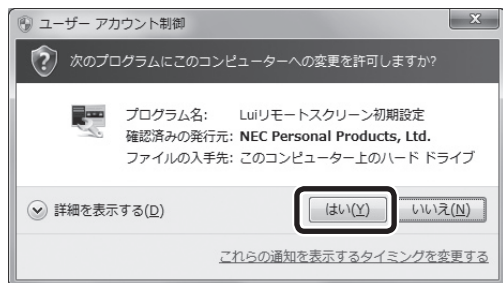 ユーザー アカウント制御
次のプログラムにこのコンピューターへの変更を許可しますか?
プログラム名: Luiリモートスクリーン初期設定
確認済みの発行元: NEC Personal Products, Ltd.
ファイルの入手先: このコンピューター上のハード ドライブ
詳細を表示する(D)
はい(Y) いいえ(N)
これらの通知を表示するタイミングを変更する